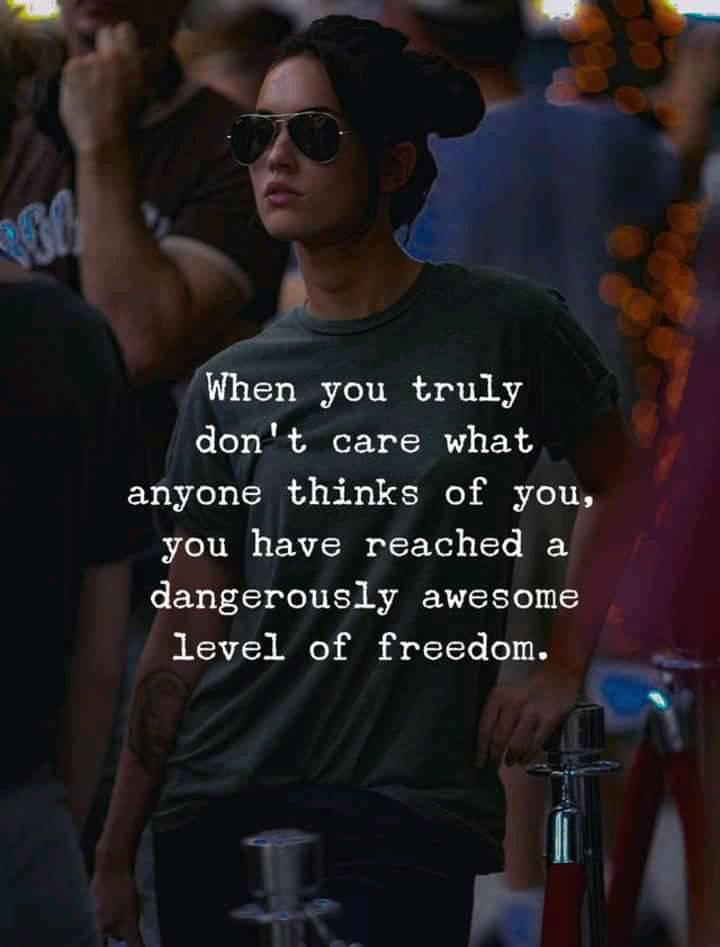 When you truly
don't care what
anyone thinks of you,
you have reached a
dangerously awesome
level of freedom.